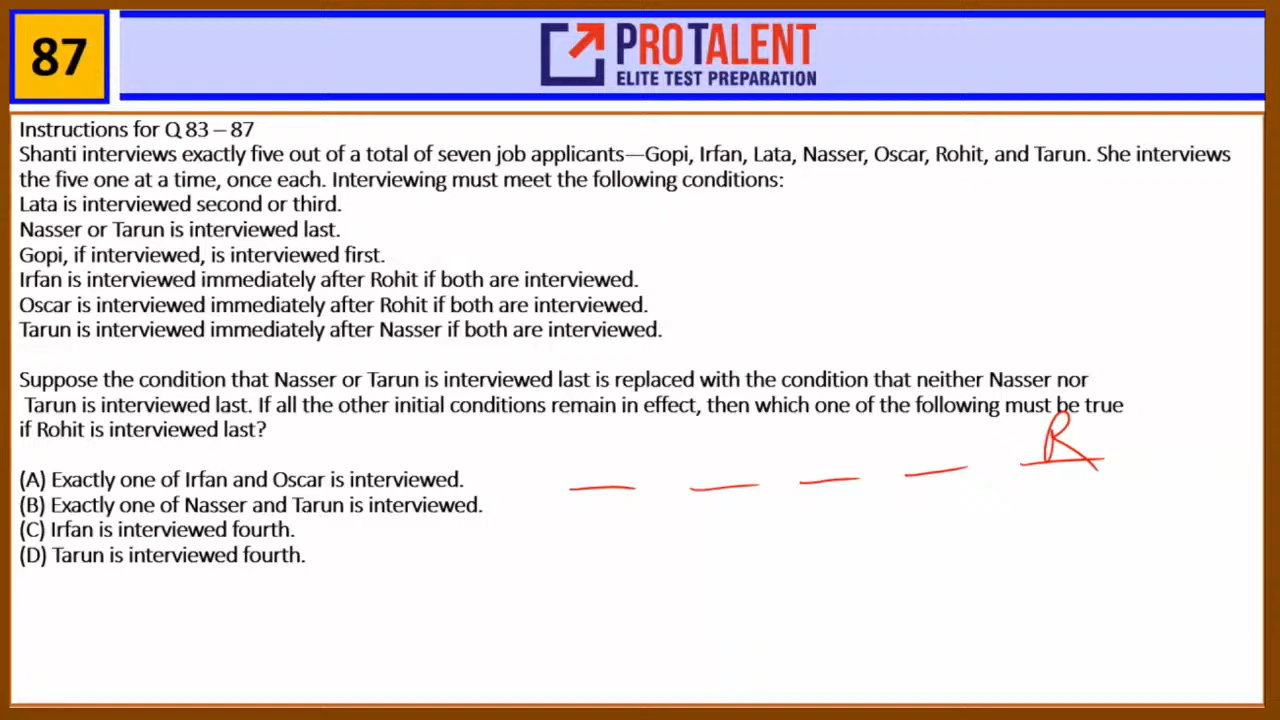 87
PROTALENT
ELITE TEST PREPARATION
Instructions for Q 83 – 87
Shanti interviews exactly five out of a total of seven job applicants—Gopi, Irfan, Lata, Nasser, Oscar, Rohit, and Tarun. She interviews
the five one at a time, once each. Interviewing must meet the following conditions:
Lata is interviewed second or third.
Nasser or Tarun is interviewed last.
Gopi, if interviewed, is interviewed first.
Irfan is interviewed immediately after Rohit if both are interviewed.
Oscar is interviewed immediately after Rohit if both are interviewed.
Tarun is interviewed immediately after Nasser if both are interviewed.
Suppose the condition that Nasser or Tarun is interviewed last is replaced with the condition that neither Nasser nor
Tarun is interviewed last. If all the other initial conditions remain in effect, then which one of the following must be true
if Rohit is interviewed last?
R
(A) Exactly one of Irfan and Oscar is interviewed.
(B) Exactly one of Nasser and Tarun is interviewed.
(C) Irfan is interviewed fourth.
(D) Tarun is interviewed fourth.